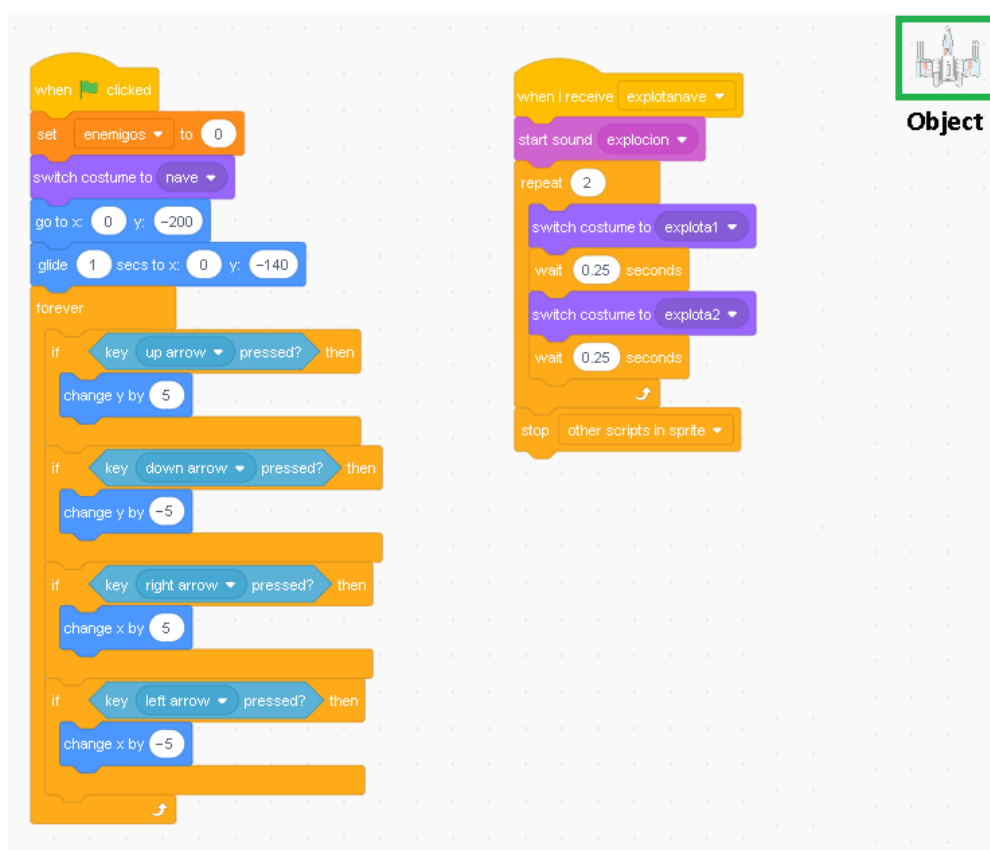 when clicked
set enemigos to 0
switch costume to nave
go to x: 0 y: -200
glide 1 secs to x: 0 y: -140
forever
if key up arrow pressed? then
change y by 5
if key down arrow pressed? then
change y by -5
if key right arrow pressed? then
change x by 5
if key left arrow pressed? then
change x by -5
when I receive explotanave
start sound explocion
repeat 2
switch costume to explota1
wait 0.25 seconds
switch costume to explota2
wait 0.25 seconds
stop other scripts in sprite
Object